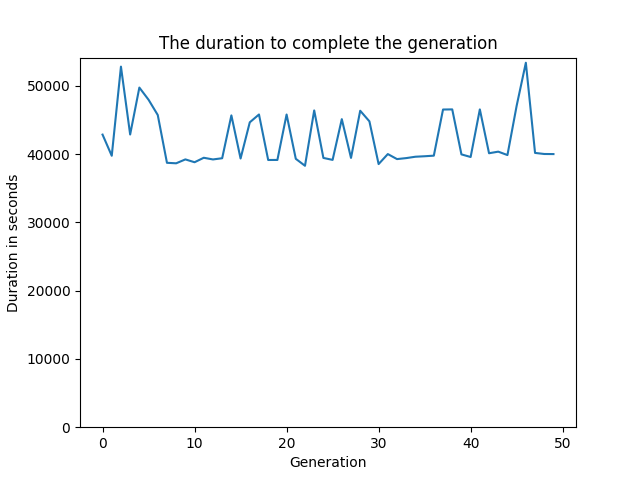 The duration to complete the generation
50000
40000
30000
20000
10000
0
Duration in seconds
0 10 20 30 40 50
Generation